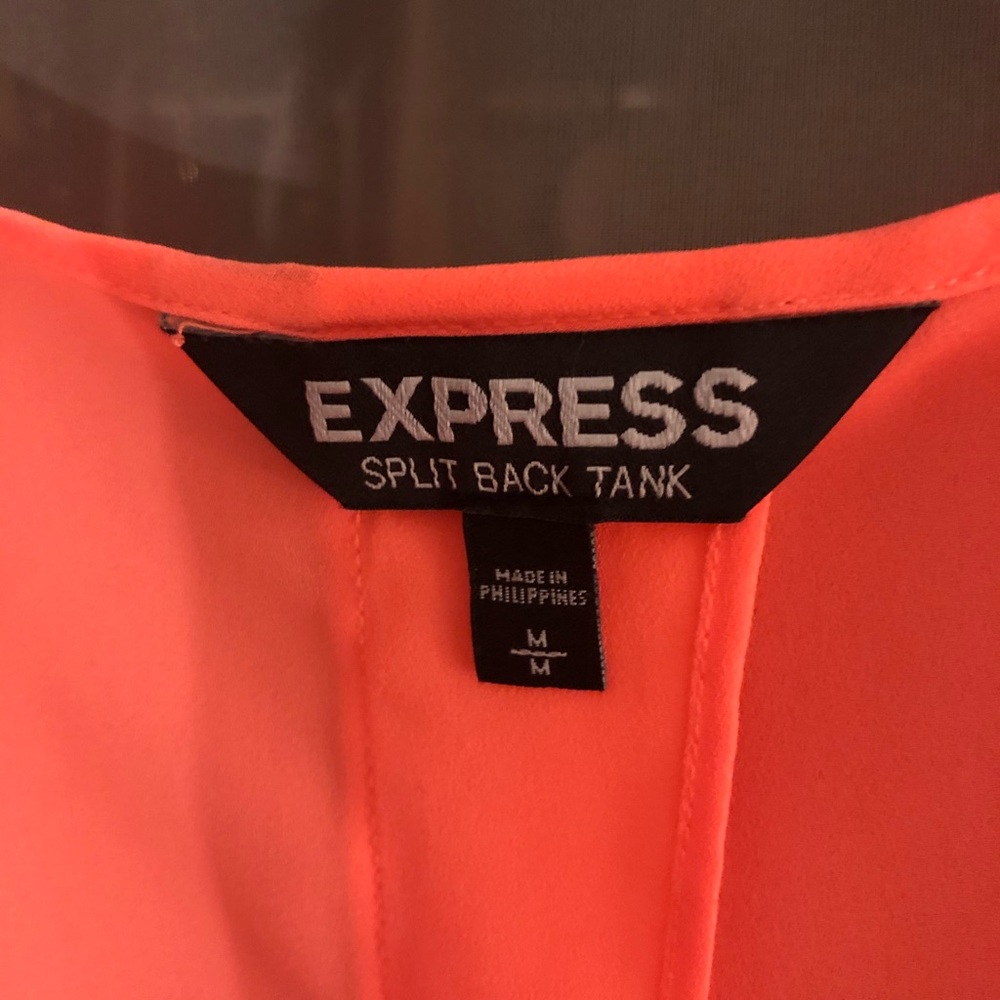 EXPRESS
SPLIT BACK TANK
MADE IN
PHILIPPINES
M
M